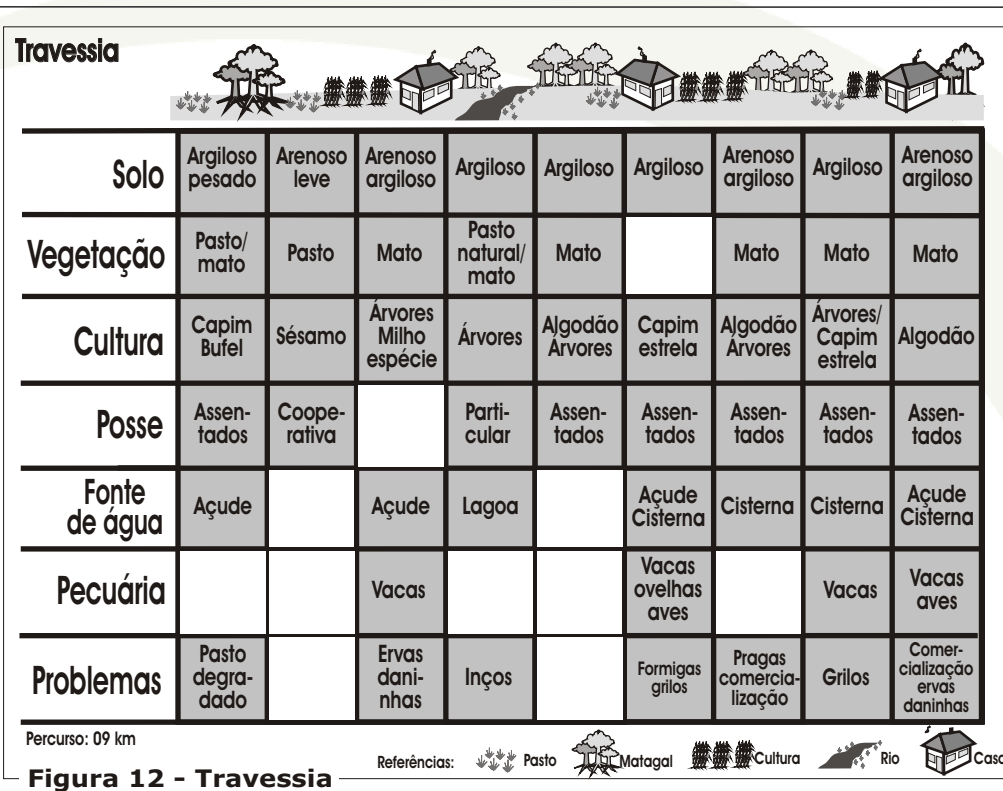 Travessia
Solo
Argiloso
pesado
Arenoso
leve
Arenoso
argiloso
Argiloso
Argiloso
Argiloso
Arenoso
argiloso
Argiloso
Arenoso
argiloso
Vegetação
Pasto/
mato
Pasto
Mato
Pasto
natural/
mato
Mato
Mato
Mato
Mato
Cultura
Capim
Bufel
Sésamo
Árvores
Milho
espécie
Árvores
Algodão
Árvores
Capim
estrela
Algodão
Árvores
Árvores/
Capim
estrela
Algodão
Posse
Assen-
tados
Coope-
rativa
Parti-
cular
Assen-
tados
Assen-
tados
Assen-
tados
Assen-
tados
Assen-
tados
Fonte
de água
Açude
Açude
Lagoa
Açude
Cisterna
Cisterna
Cisterna
Açude
Cisterna
Pecuária
Vacas
Vacas
ovelhas
aves
Vacas
Vacas
aves
Problemas
Pasto
degra-
dado
Ervas
dani-
nhas
Inços
Formigas
grilos
Pragas
comercia-
lização
Grilos
Comer-
cialização
ervas
daninhas
Percurso: 09 km
Referências: Pasto Matagal Cultura Rio Casa
Figura 12 - Travessia